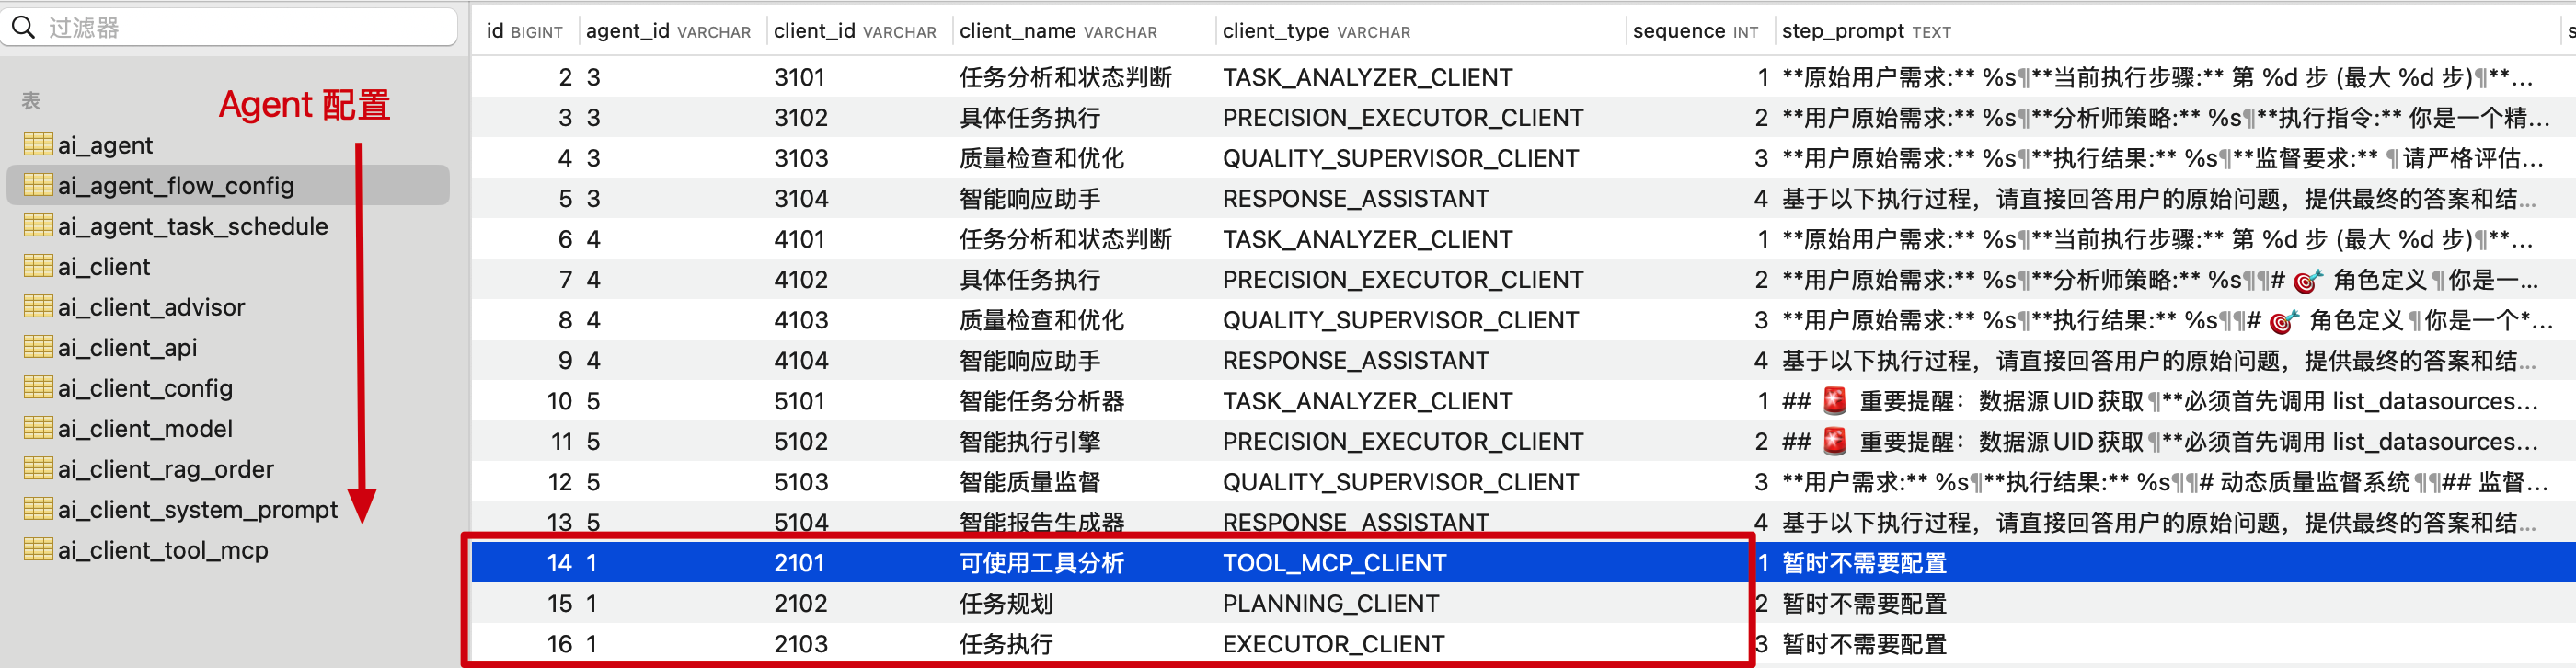 过滤器
表
Agent 配置
ai_agent
ai_agent_flow_config
ai_agent_task_schedule
ai_client
ai_client_advisor
ai_client_api
ai_client_config
ai_client_model
ai_client_rag_order
ai_client_system_prompt
ai_client_tool_mcp
id BIGINT agent_id VARCHAR client_id VARCHAR client_name VARCHAR client_type VARCHAR sequence INT step_prompt TEXT s
2 3 3101 任务分析和状态判断 TASK_ANALYZER_CLIENT 1 **原始用户需求:** %s¶**当前执行步骤:** 第 %d 步 (最大 %d 步)¶**...
3 3 3102 具体任务执行 PRECISION_EXECUTOR_CLIENT 2 **用户原始需求:** %s¶**分析师策略:** %s¶**执行指令:** 你是一个精...
4 3 3103 质量检查和优化 QUALITY_SUPERVISOR_CLIENT 3 **用户原始需求:** %s¶**执行结果:** %s¶**监督要求:** ¶请严格评估...
5 3 3104 智能响应助手 RESPONSE_ASSISTANT 4 基于以下执行过程，请直接回答用户的原始问题，提供最终的答案和结...
6 4 4101 任务分析和状态判断 TASK_ANALYZER_CLIENT 1 **原始用户需求:** %s¶**当前执行步骤:** 第 %d 步 (最大 %d 步)¶**...
7 4 4102 具体任务执行 PRECISION_EXECUTOR_CLIENT 2 **用户原始需求:** %s¶**分析师策略:** %s¶¶# 🎯 角色定义¶你是一...
8 4 4103 质量检查和优化 QUALITY_SUPERVISOR_CLIENT 3 **用户原始需求:** %s¶**执行结果:** %s¶¶# 🎯 角色定义¶你是一个*...
9 4 4104 智能响应助手 RESPONSE_ASSISTANT 4 基于以下执行过程，请直接回答用户的原始问题，提供最终的答案和结...
10 5 5101 智能任务分析器 TASK_ANALYZER_CLIENT 1 ## 🚨 重要提醒：数据源UID获取¶**必须首先调用 list_datasources...
11 5 5102 智能执行引擎 PRECISION_EXECUTOR_CLIENT 2 ## 🚨 重要提醒：数据源UID获取¶**必须首先调用 list_datasources...
12 5 5103 智能质量监督 QUALITY_SUPERVISOR_CLIENT 3 **用户需求:** %s¶**执行结果:** %s¶¶# 动态质量监督系统¶¶## 监督...
13 5 5104 智能报告生成器 RESPONSE_ASSISTANT 4 基于以下执行过程，请直接回答用户的原始问题，提供最终的答案和结...
14 1 2101 可使用工具分析 TOOL_MCP_CLIENT 1 暂时不需要配置
15 1 2102 任务规划 PLANNING_CLIENT 2 暂时不需要配置
16 1 2103 任务执行 EXECUTOR_CLIENT 3 暂时不需要配置